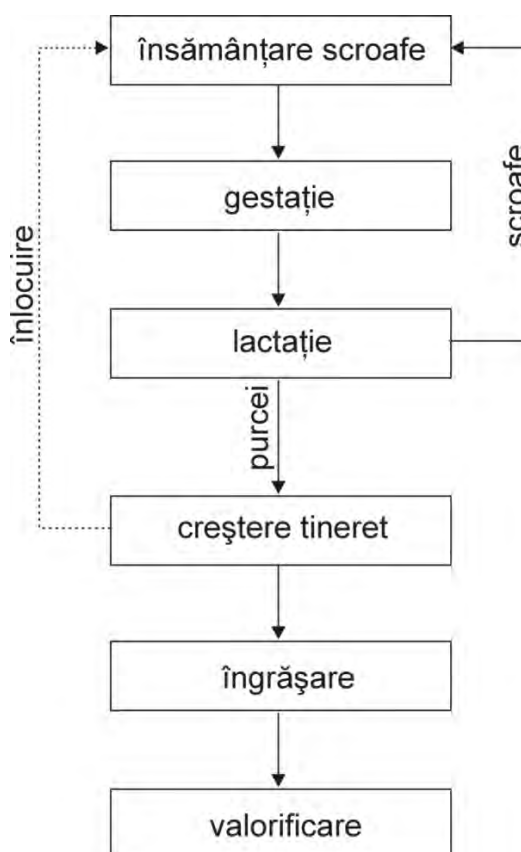 însămânțare scroafe
gestație
scroafe
înlocuire
lactație
purcei
creştere tineret
îngrăşare
valorificare